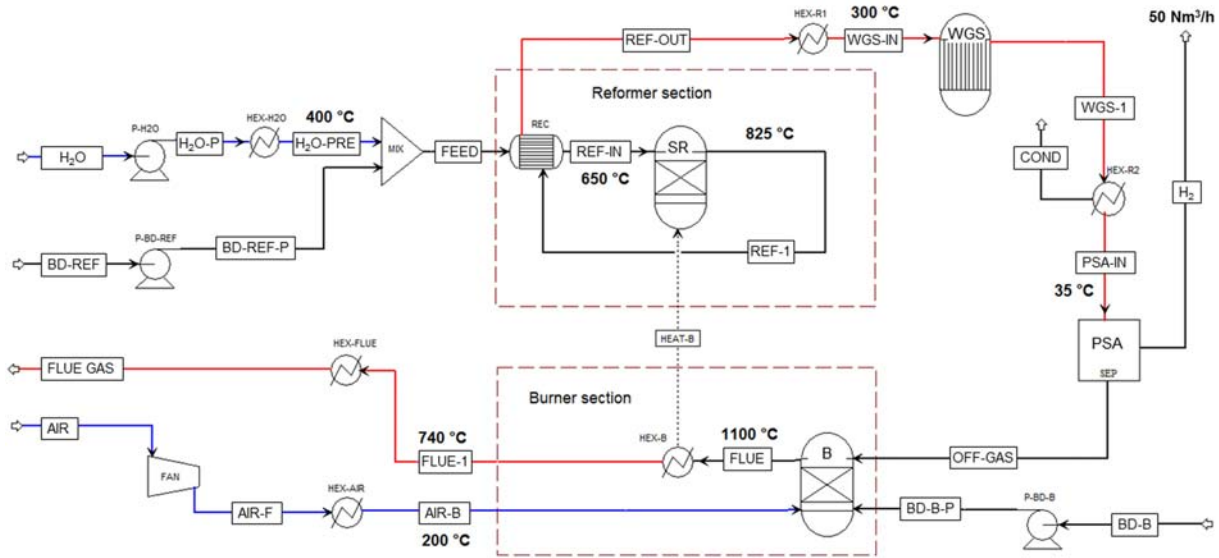 HEX-R1
300 °C
50 Nm³/h
REF-OUT
WGS-IN
WGS
Reformer section
WGS-1
HEX-H2O
400 °C
P-H2O
H₂O-P
H₂O-PRE
H₂O
MIX
FEED
REC
REF-IN
650 °C
SR
825 °C
COND
HEX-R2
H₂
P-BD-REF
BD-REF-P
BD-REF
REF-1
PSA-IN
35 °C
HEAT-B
PSA
SEP
FLUE GAS
HEX-FLUE
Burner section
AIR
740 °C
FLUE-1
HEX-B
1100 °C
FLUE
B
OFF-GAS
FAN
HEX-AIR
AIR-F
AIR-B
200 °C
BD-B-P
P-BD-B
BD-B